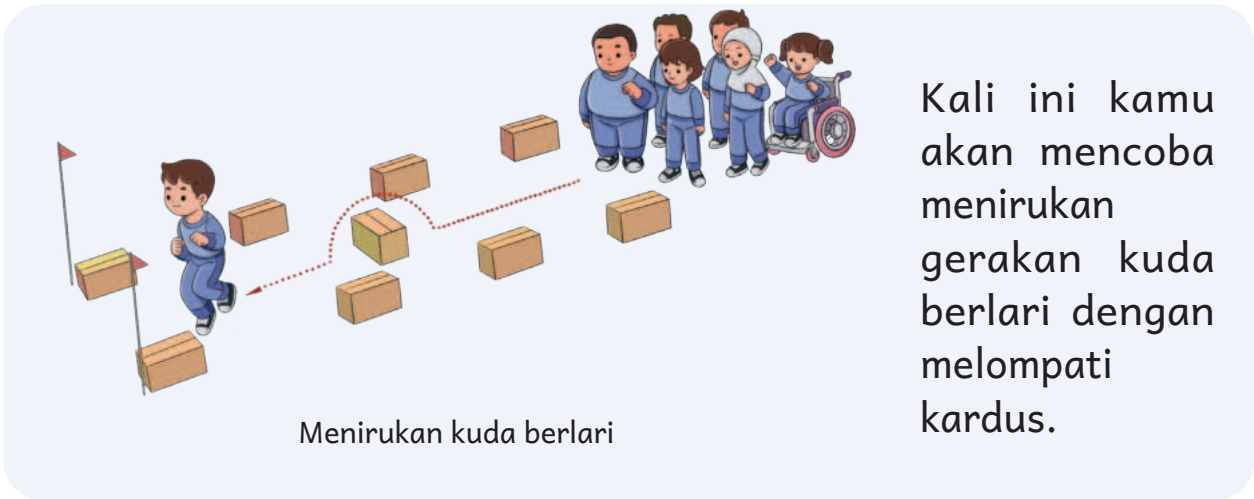 Kali ini kamu
akan mencoba
menirukan
gerakan kuda
berlari dengan
melompati
kardus.
Menirukan kuda berlari